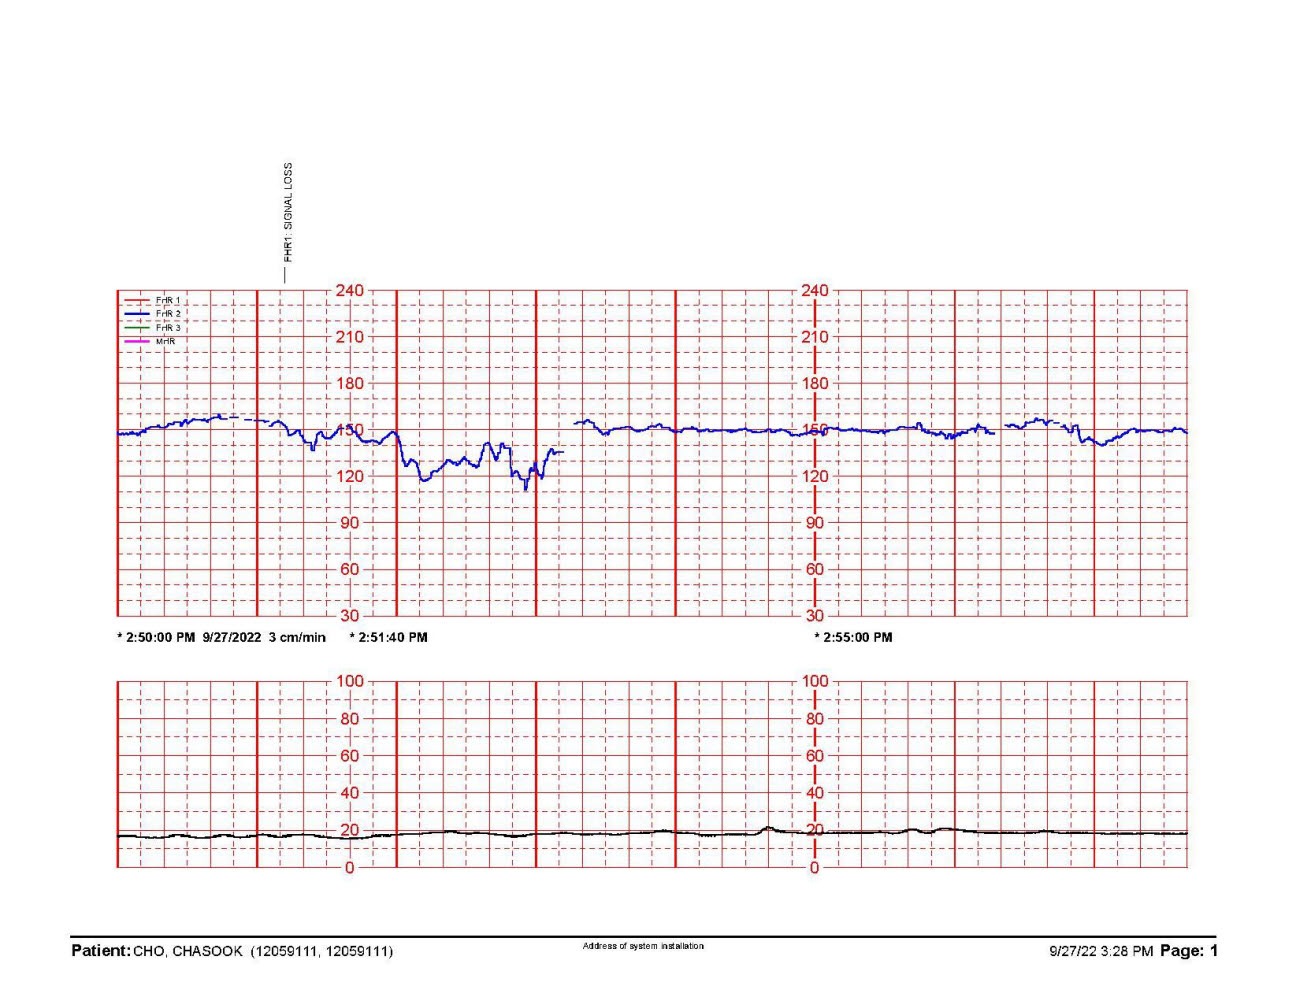 FHR1: SIGNAL LOSS
FHR 1
FHR 2
FHR 3
MHR
240 240
210 210
180 180
150 150
120 120
90 90
60 60
30 30
* 2:50:00 PM 9/27/2022 3 cm/min * 2:51:40 PM * 2:55:00 PM
100 100
80 80
60 60
40 40
20 20
0 0
Patient: CHO, CHASOOK (12059111, 12059111) Address of system installation 9/27/22 3:28 PM Page: 1